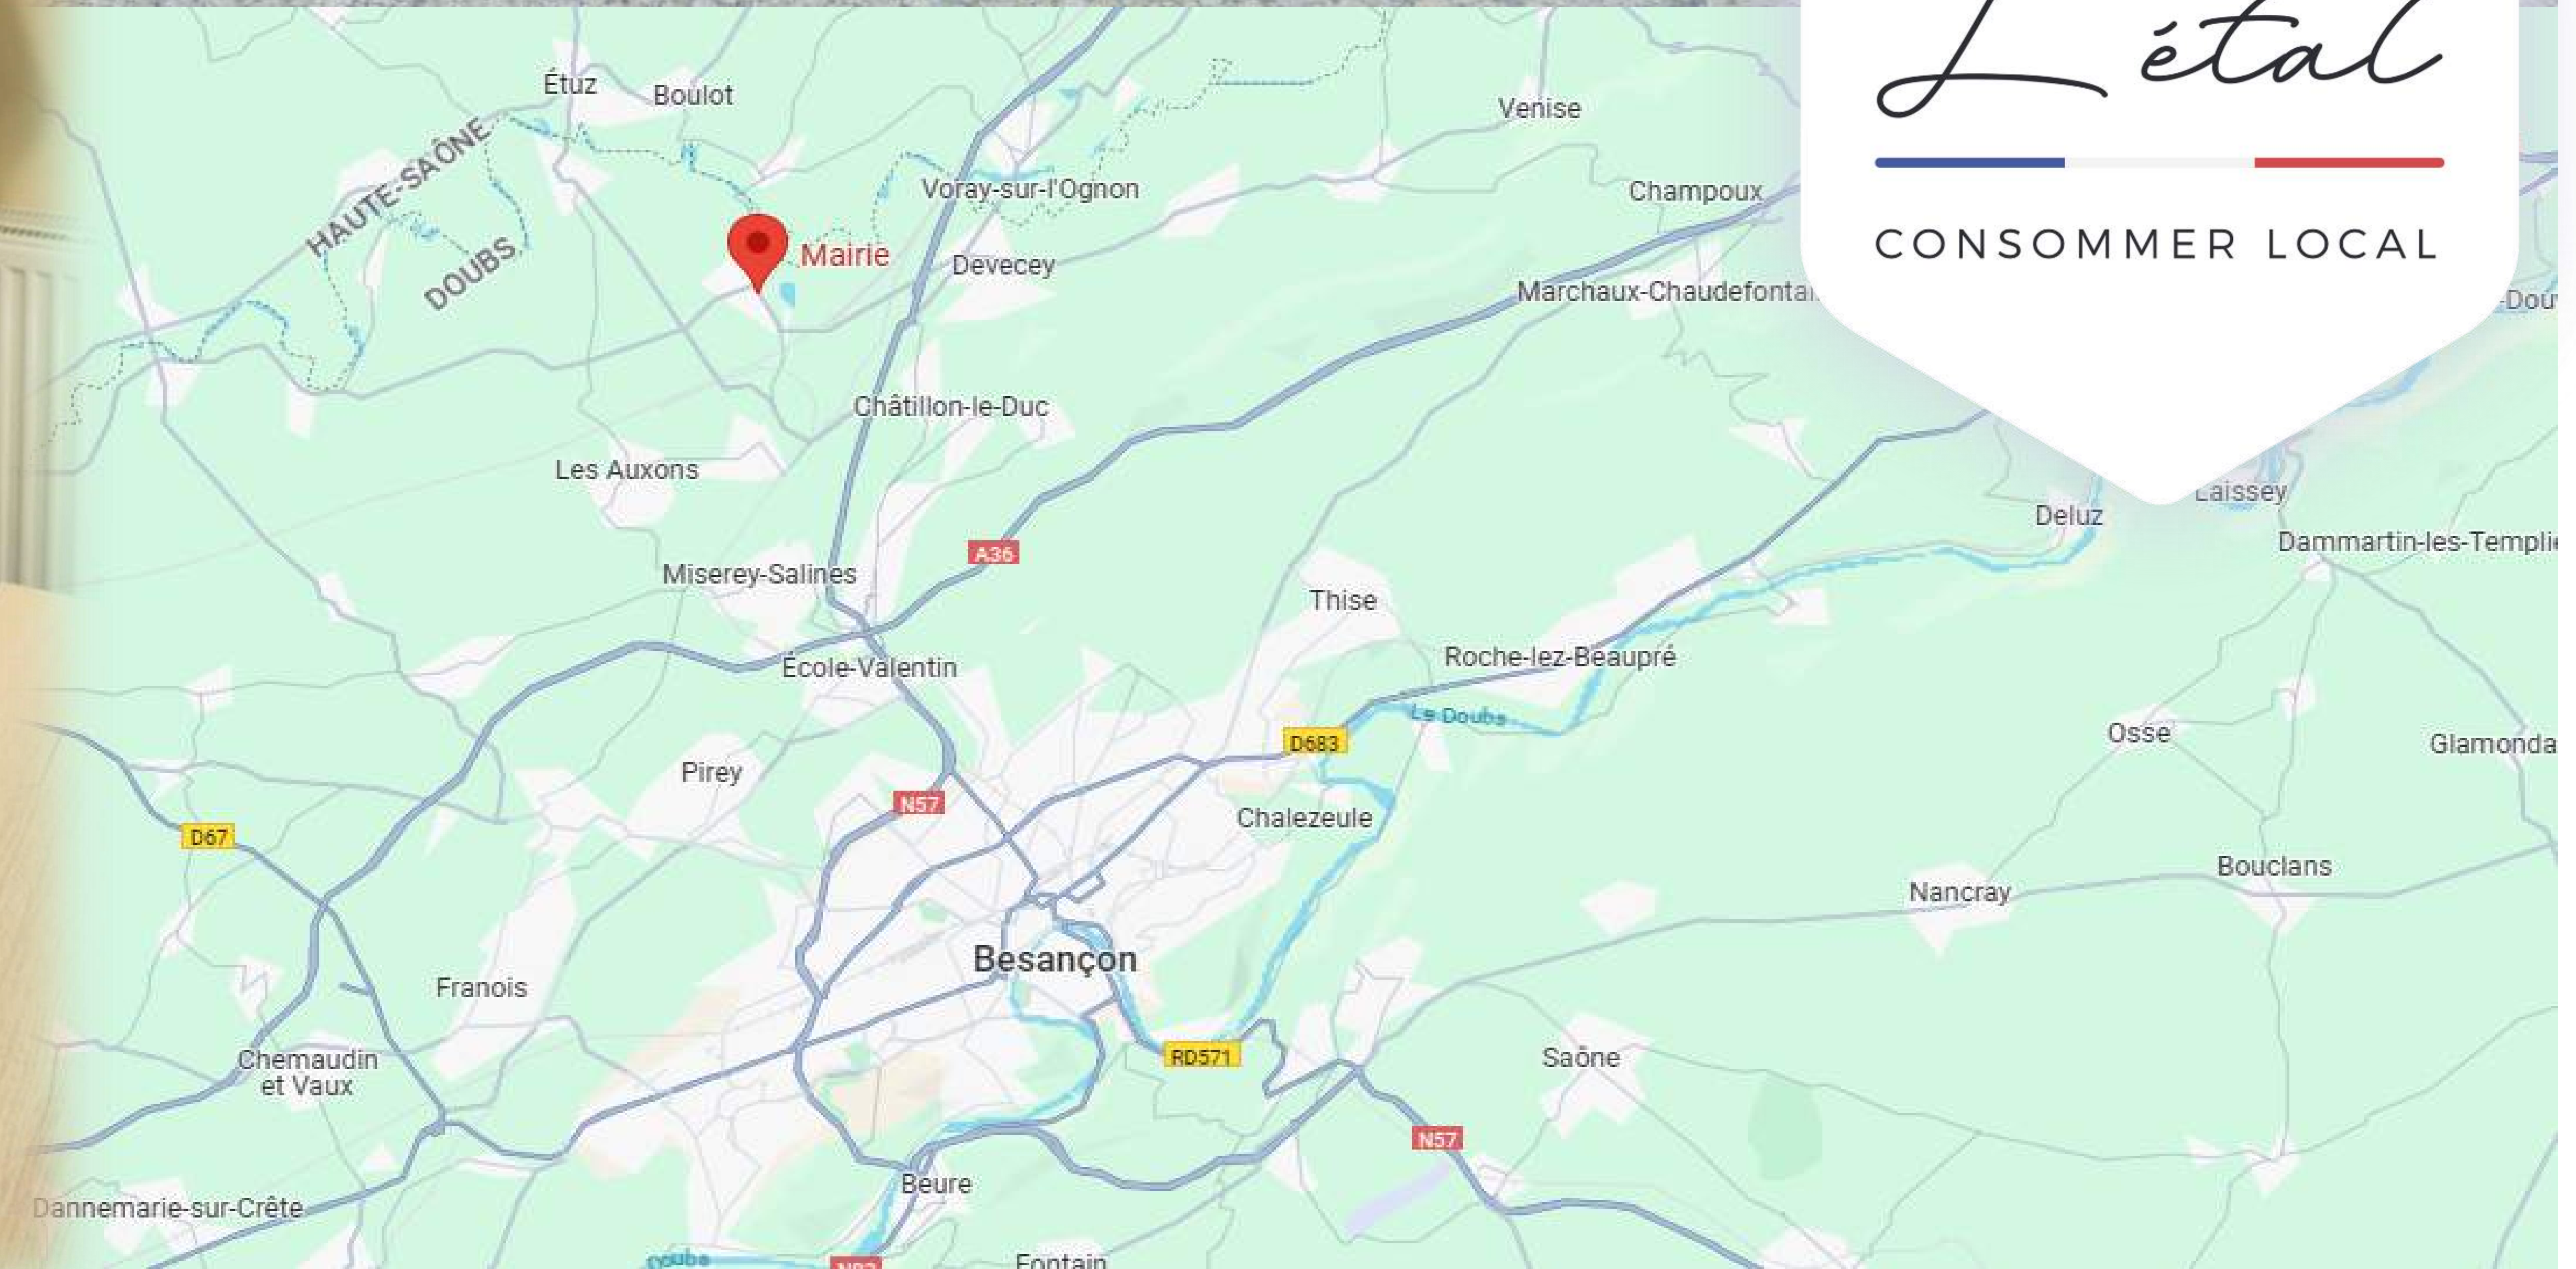 L'étal
CONSOMMER LOCAL
Étuz
Boulot
Venise
HAUTE-SAÔNE
DOUBS
Voray-sur-l'Ognon
Champoux
Mairie
Devecey
Marchaux-Chaudefontai
-Dou
Châtillon-le-Duc
Les Auxons
Laissey
Deluz
Dammartin-les-Templie
A36
Miserey-Salines
Thise
École-Valentin
Roche-lez-Beaupré
Le Doubs
D683
Osse
Glamonda
Pirey
N57
Chalezeule
D67
Bouclans
Nancray
Besançon
Franois
Chemaudin
et Vaux
RD571
Saône
N57
Beure
Dannemarie-sur-Crête
Doubs
Fontain